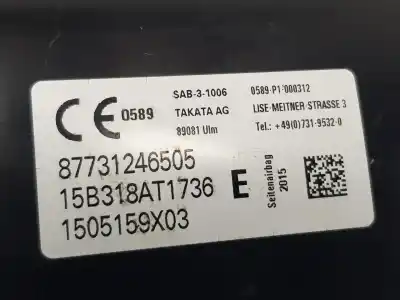 CE 0589
SAB-3-1006
TAKATA AG
89081 Ulm
0589-P1-000312
LISE-MEITNER-STRASSE 3
Tel.: +49(0)731-9532-0
87731246505
15B318AT1736
1505159X03
E
Seitenairbag
2015